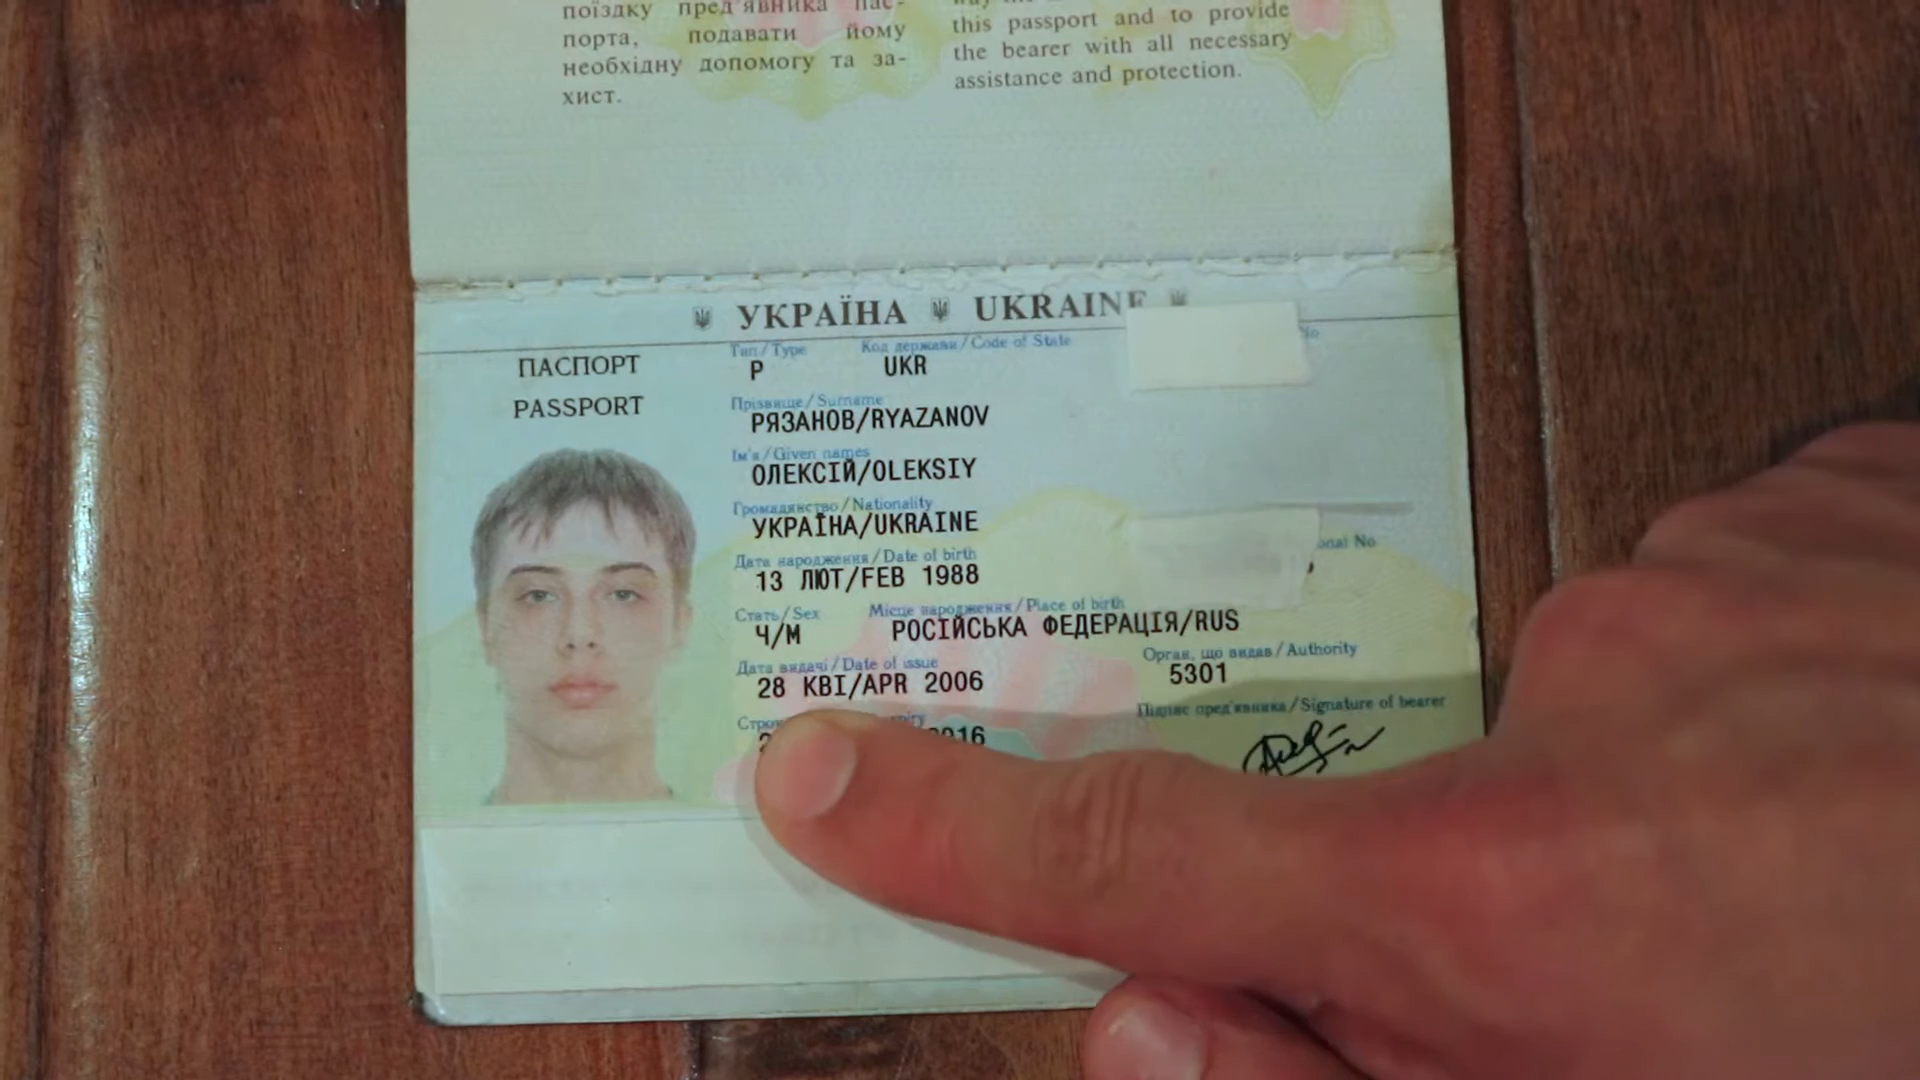 поїздку пред'явника пас-
порта, подавати йому
необхідну допомогу та за-
хист.
this passport and to provide
the bearer with all necessary
assistance and protection.
УКРАЇНА UKRAINE
ПАСПОРТ
PASSPORT
Тип/Type Код держави/Code of State No
P UKR
Прізвище/Surname
РЯЗАНОВ/RYAZANOV
Ім'я/Given names
ОЛЕКСІЙ/OLEKSIY
Громадянство/Nationality
УКРАЇНА/UKRAINE
Дата народження/Date of birth No
13 ЛЮТ/FEB 1988
Стать/Sex Місце народження/Place of birth
Ч/M РОСІЙСЬКА ФЕДЕРАЦІЯ/RUS
Дата видачі/Date of issue Орган, що видав/Authority
28 КВІ/APR 2006 5301
Підпис пред'явника/Signature of bearer